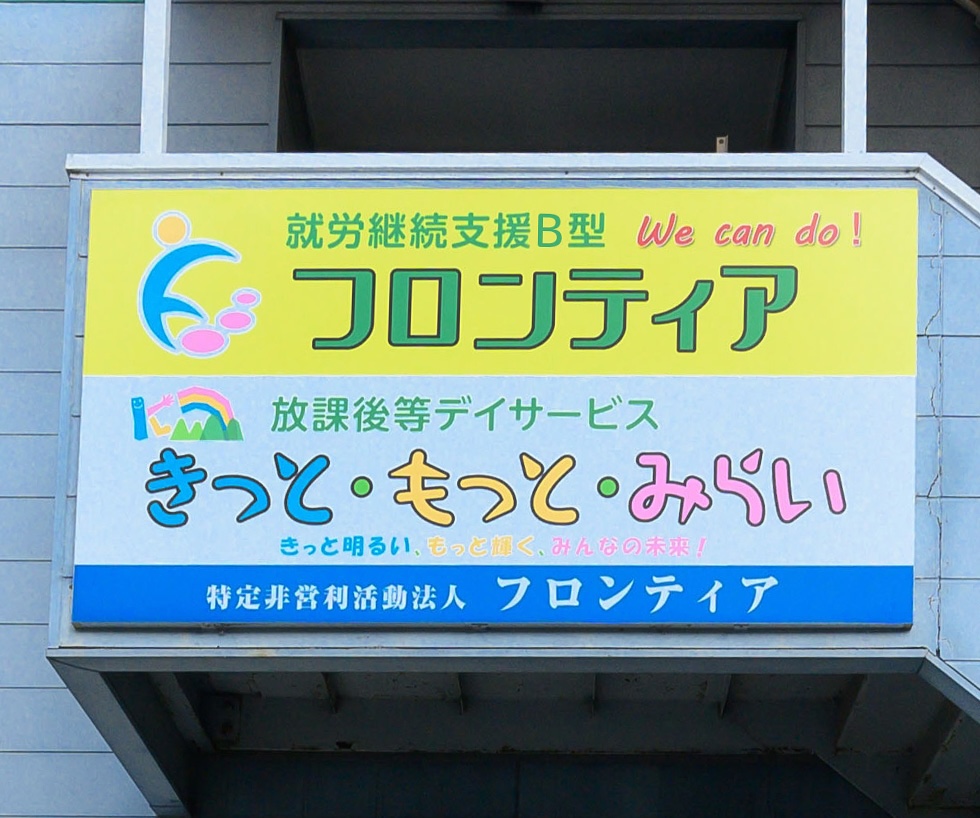 就労継続支援B型 We can do!
フロンティア
放課後等デイサービス
きっと・もっと・みらい
きっと明るい、もっと輝く、みんなの未来!
特定非営利活動法人 フロンティア